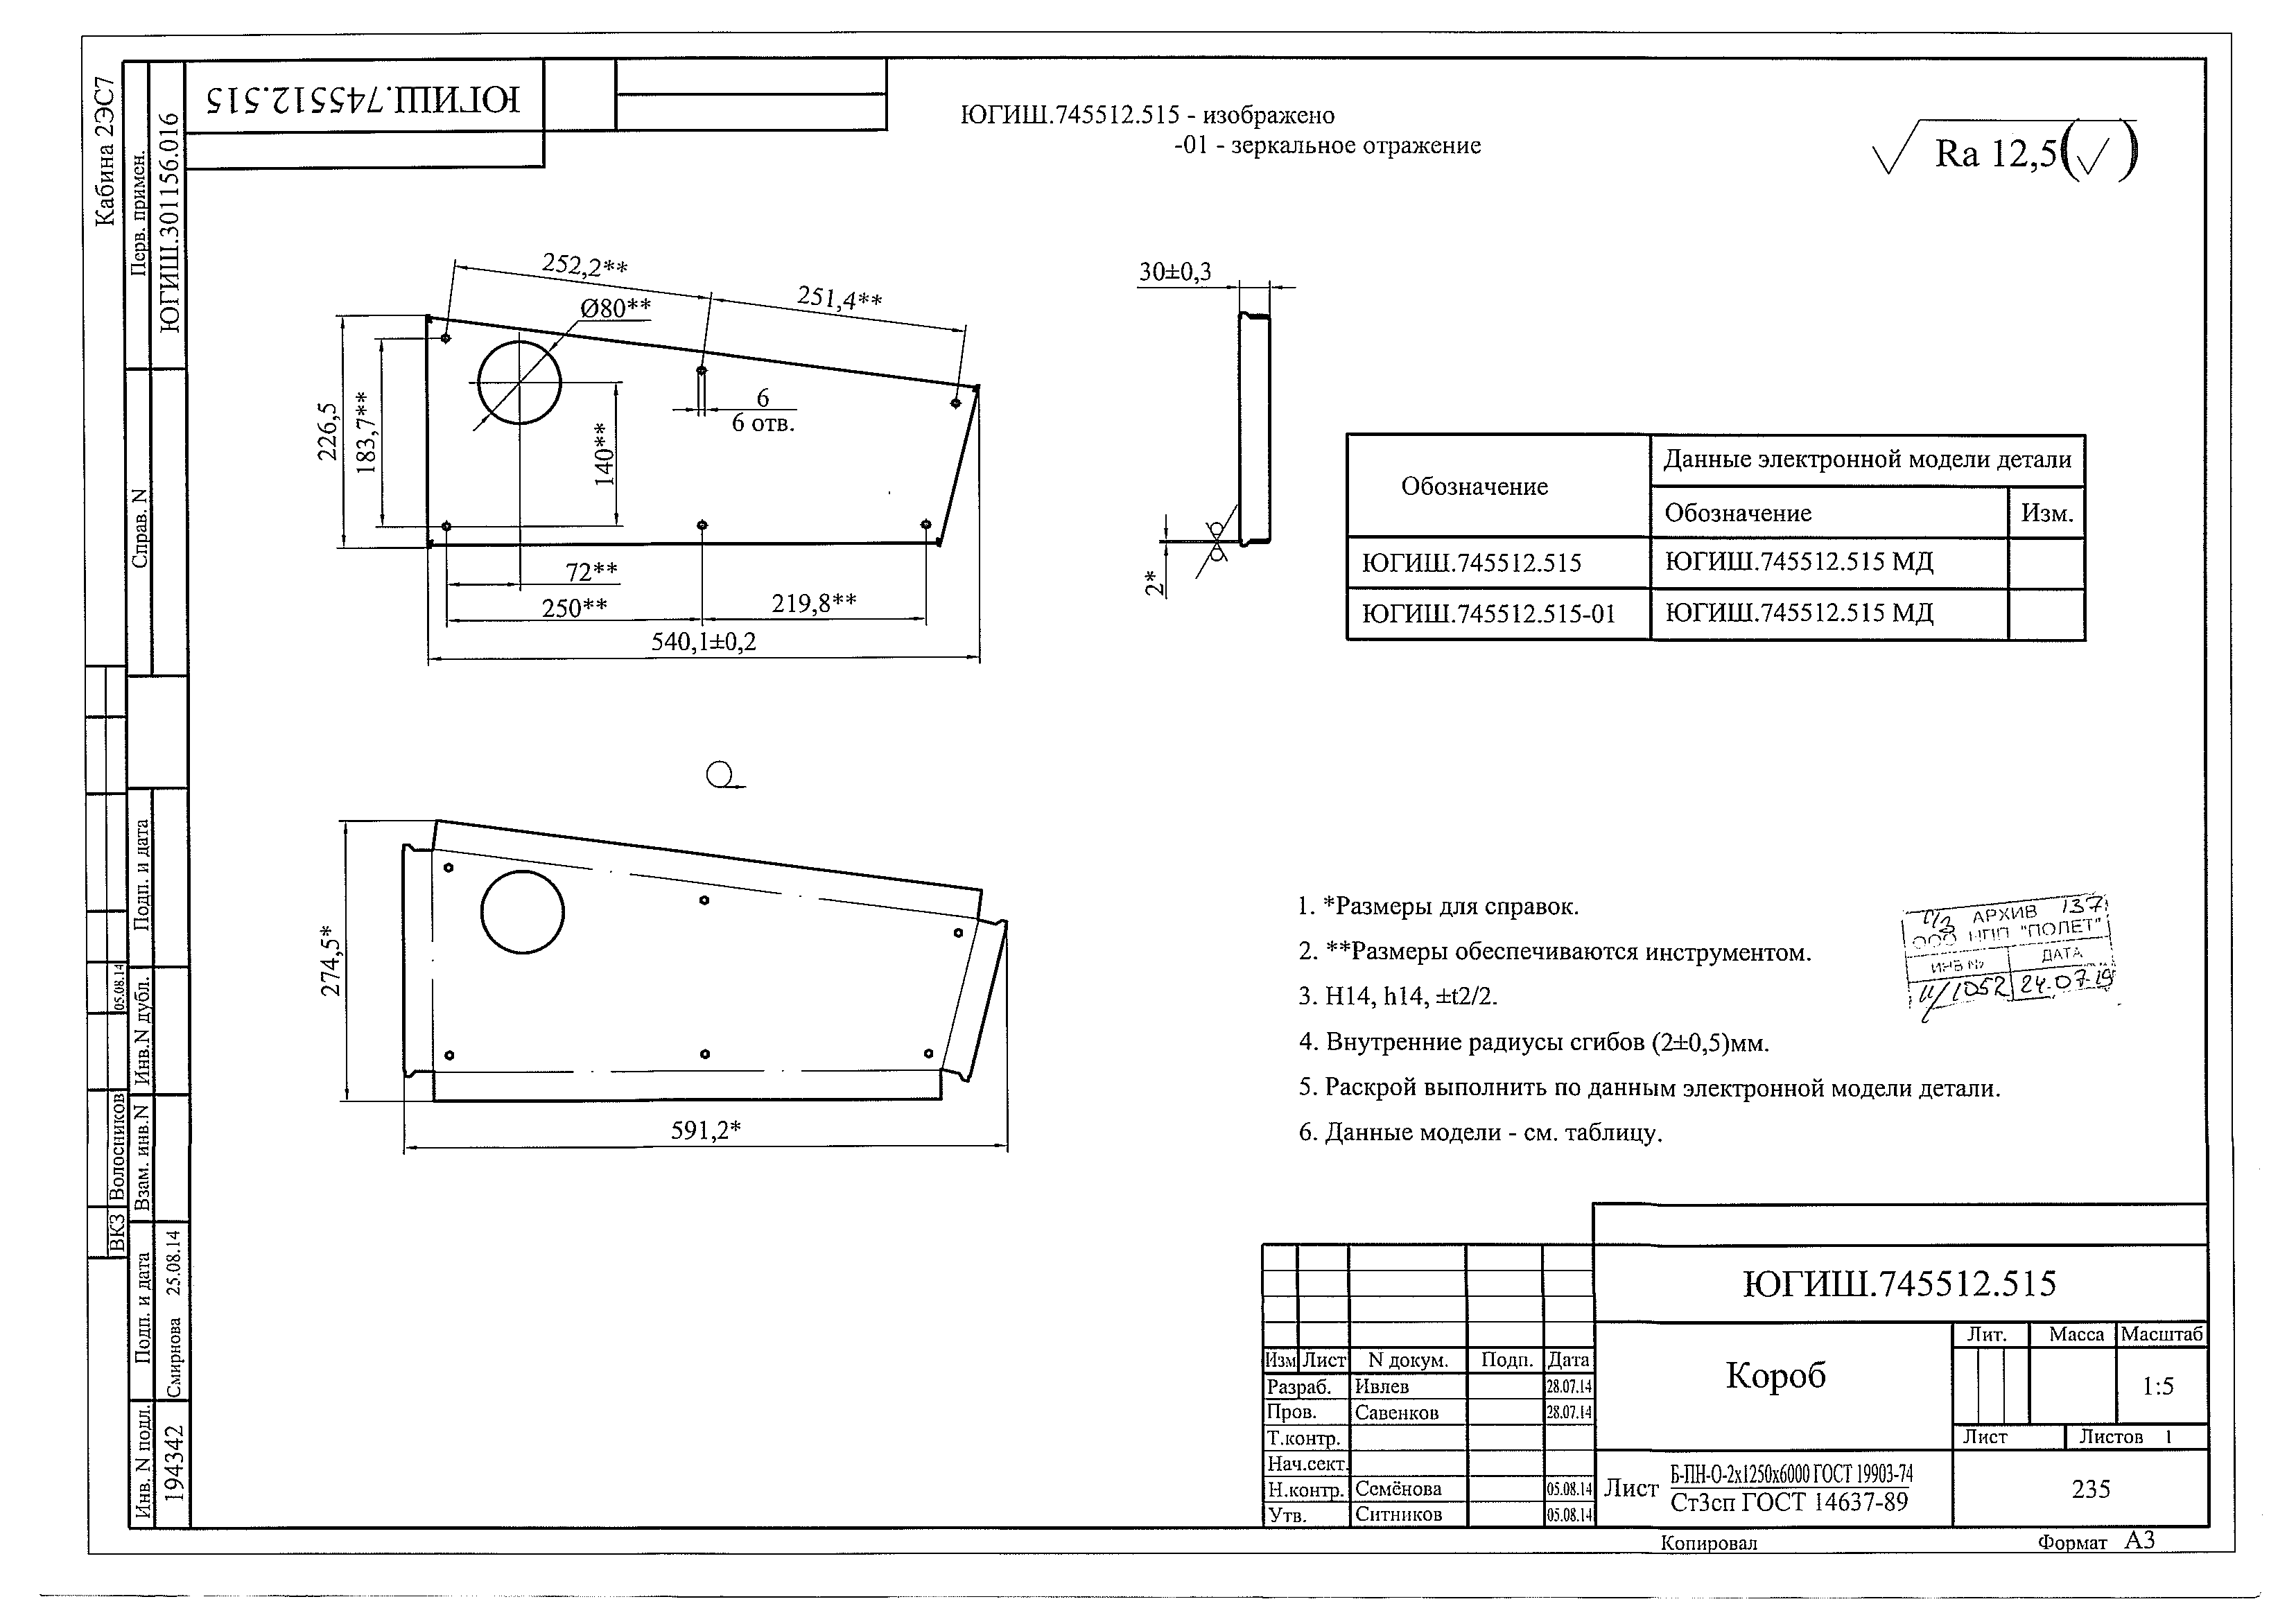 Кабина 2ЭС7
Перв. примен.
ЮГИШ.301156.016
Справ. N
ЮГИШ.745512.515
ЮГИШ.745512.515 - изображено
-01 - зеркальное отражение
Ra 12,5
252,2**
251,4**
Ø80**
226,5
183,7**
140**
6
6 отв.
72**
250**
219,8**
540,1±0,2
30±0,3
2*
Обозначение
Данные электронной модели детали
Обозначение
Изм.
ЮГИШ.745512.515
ЮГИШ.745512.515 МД
ЮГИШ.745512.515-01
ЮГИШ.745512.515 МД
274,5*
591,2*
1. *Размеры для справок.
2. **Размеры обеспечиваются инструментом.
3. H14, h14, ±t2/2.
4. Внутренние радиусы сгибов (2±0,5)мм.
5. Раскрой выполнить по данным электронной модели детали.
6. Данные модели - см. таблицу.
АРХИВ 137
ООО НПП "ПОЛЕТ"
ИНВ № ДАТА
И/1052 24.07.19
Подп. и дата
Инв.N дубл.
Взам. инв.N
Подп. и дата
Инв. N подл.
05.08.14
Волосников
ВКЗ
Смирнова 25.08.14
194342
ЮГИШ.745512.515
Короб
Лит. Масса Масштаб
1:5
Лист Листов 1
Изм Лист N докум. Подп. Дата
Разраб. Ивлев 28.07.14
Пров. Савенков 28.07.14
Т.контр.
Нач.сект.
Н.контр. Семёнова 05.08.14
Утв. Ситников 05.08.14
Лист
Б-ПН-О-2х1250х6000 ГОСТ 19903-74
Ст3сп ГОСТ 14637-89
235
Копировал
Формат А3